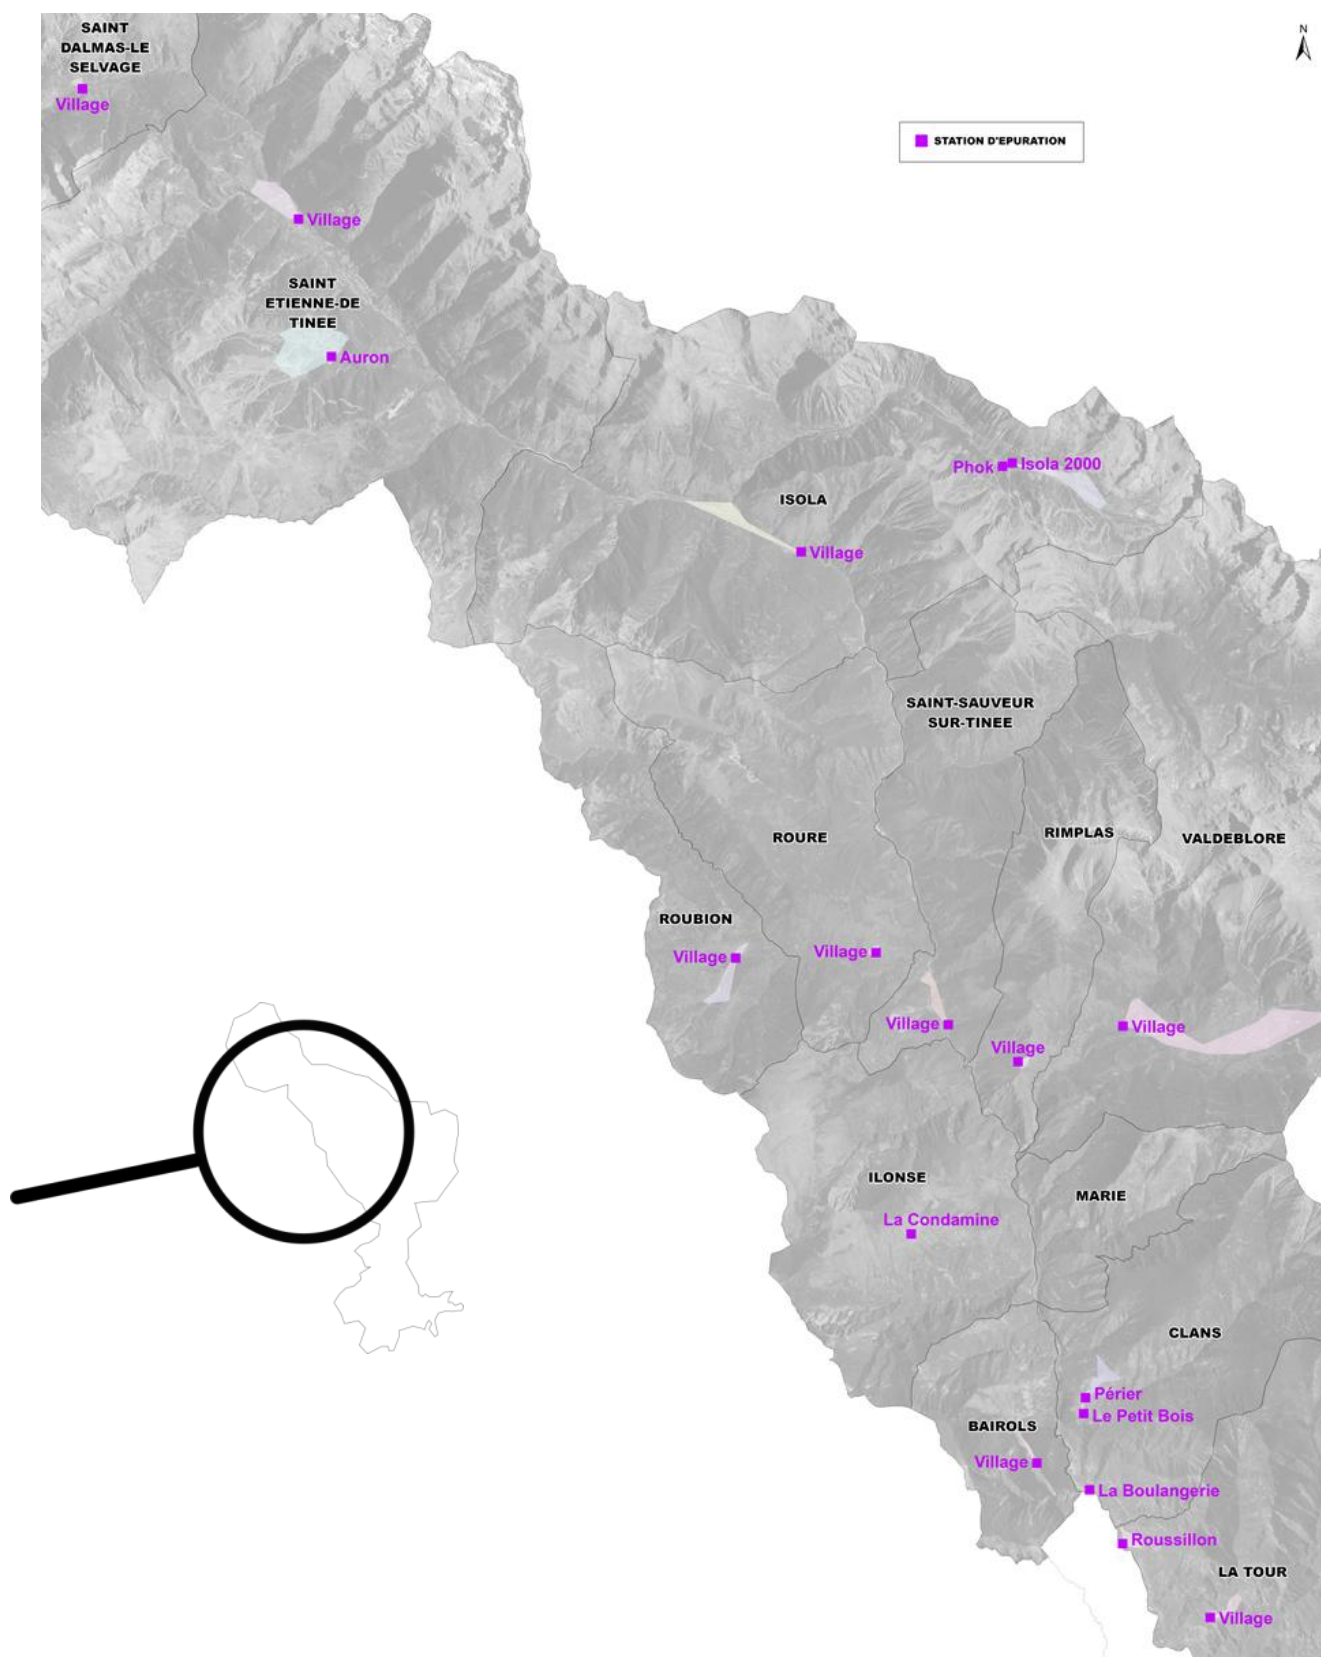 SAINT
DALMAS-LE
SELVAGE
Village
N
STATION D'EPURATION
Village
SAINT
ETIENNE-DE
TINEE
Auron
Phok
Isola 2000
ISOLA
Village
SAINT-SAUVEUR
SUR-TINEE
ROURE
RIMPLAS
VALDEBLORE
ROUBION
Village
Village
Village
Village
Village
ILONSE
MARIE
La Condamine
CLANS
Périer
Le Petit Bois
BAIROLS
Village
La Boulangerie
Roussillon
LA TOUR
Village